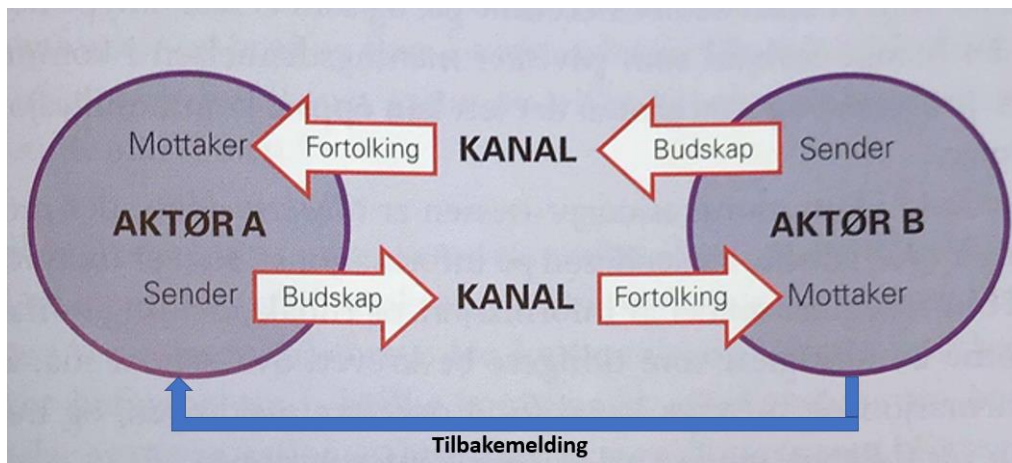 Mottaker Fortolking KANAL Budskap Sender
AKTØR A AKTØR B
Sender Budskap KANAL Fortolking Mottaker
Tilbakemelding